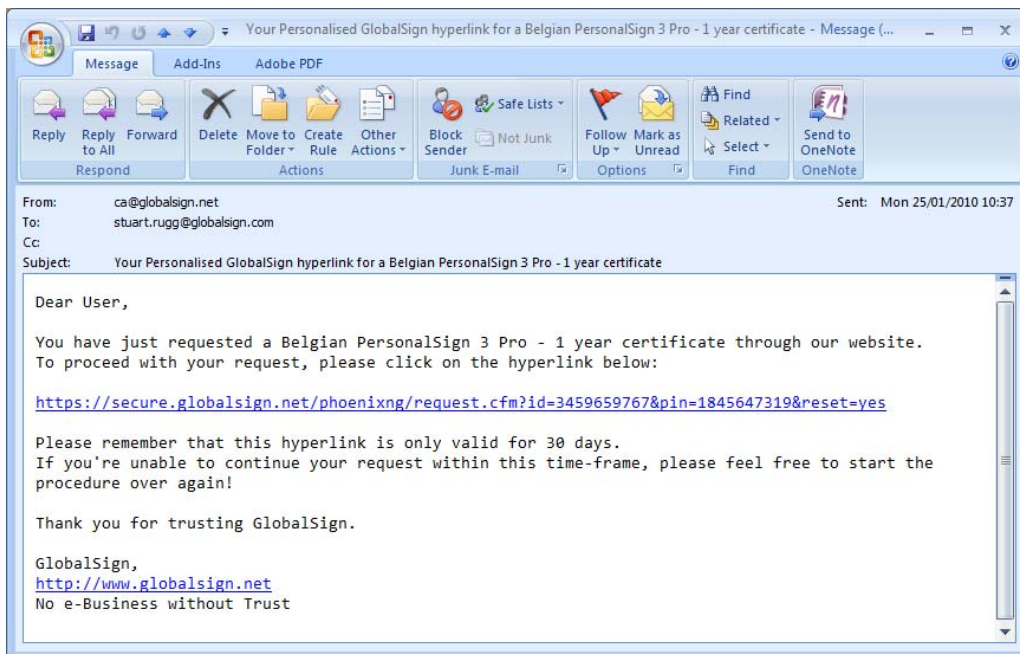 Your Personalised GlobalSign hyperlink for a Belgian PersonalSign 3 Pro - 1 year certificate - Message (...
Message Add-Ins Adobe PDF
Reply
Reply to All
Forward
Delete
Move to Folder
Create Rule
Other Actions
Block Sender
Safe Lists
Not Junk
Follow Up
Mark as Unread
Find
Related
Select
Send to OneNote
Respond Actions Junk E-mail Options Find OneNote
From: ca@globalsign.net Sent: Mon 25/01/2010 10:37
To: stuart.rugg@globalsign.com
Cc:
Subject: Your Personalised GlobalSign hyperlink for a Belgian PersonalSign 3 Pro - 1 year certificate
Dear User,
You have just requested a Belgian PersonalSign 3 Pro - 1 year certificate through our website.
To proceed with your request, please click on the hyperlink below:
https://secure.globalsign.net/phoenixng/request.cfm?id=3459659767&pin=1845647319&reset=yes
Please remember that this hyperlink is only valid for 30 days.
If you're unable to continue your request within this time-frame, please feel free to start the
procedure over again!
Thank you for trusting GlobalSign.
GlobalSign,
http://www.globalsign.net
No e-Business without Trust